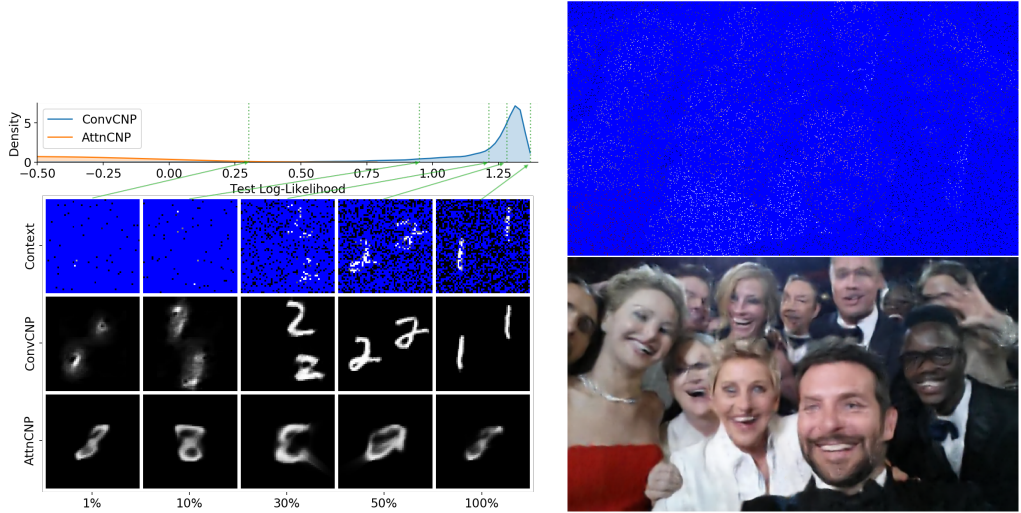 Density
5
0
ConvCNP
AttnCNP
−0.50 −0.25 0.00 0.25 0.50 0.75 1.00 1.25
Test Log-Likelihood
Context
ConvCNP
AttnCNP
1% 10% 30% 50% 100%